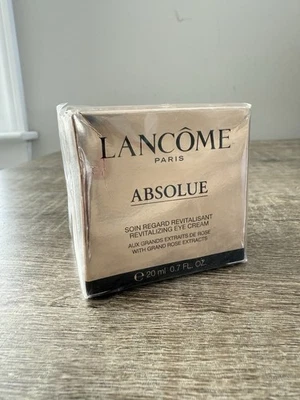 LANCÔME
PARIS
ABSOLUE
SOIN REGARD REVITALISANT
REVITALIZING EYE CREAM
AUX GRANDS EXTRAITS DE ROSE
WITH GRAND ROSE EXTRACTS
℮ 20 ml 0.7 FL. OZ.